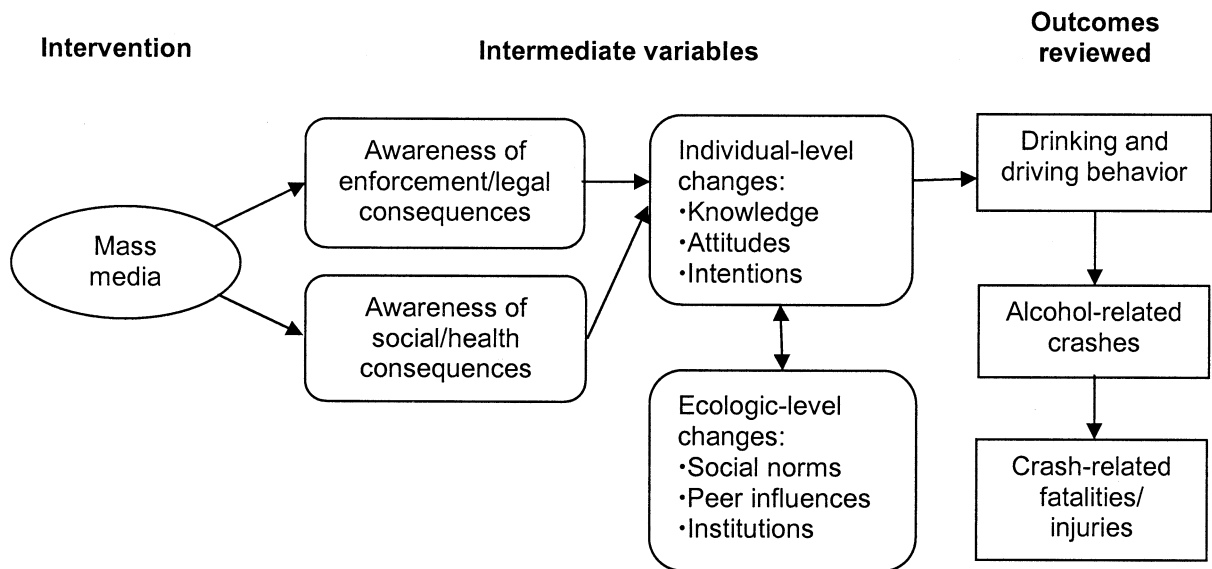 Intervention
Intermediate variables
Outcomes
reviewed
Mass
media
Awareness of
enforcement/legal
consequences
Awareness of
social/health
consequences
Individual-level
changes:
•Knowledge
•Attitudes
•Intentions
Ecologic-level
changes:
•Social norms
•Peer influences
•Institutions
Drinking and
driving behavior
Alcohol-related
crashes
Crash-related
fatalities/
injuries